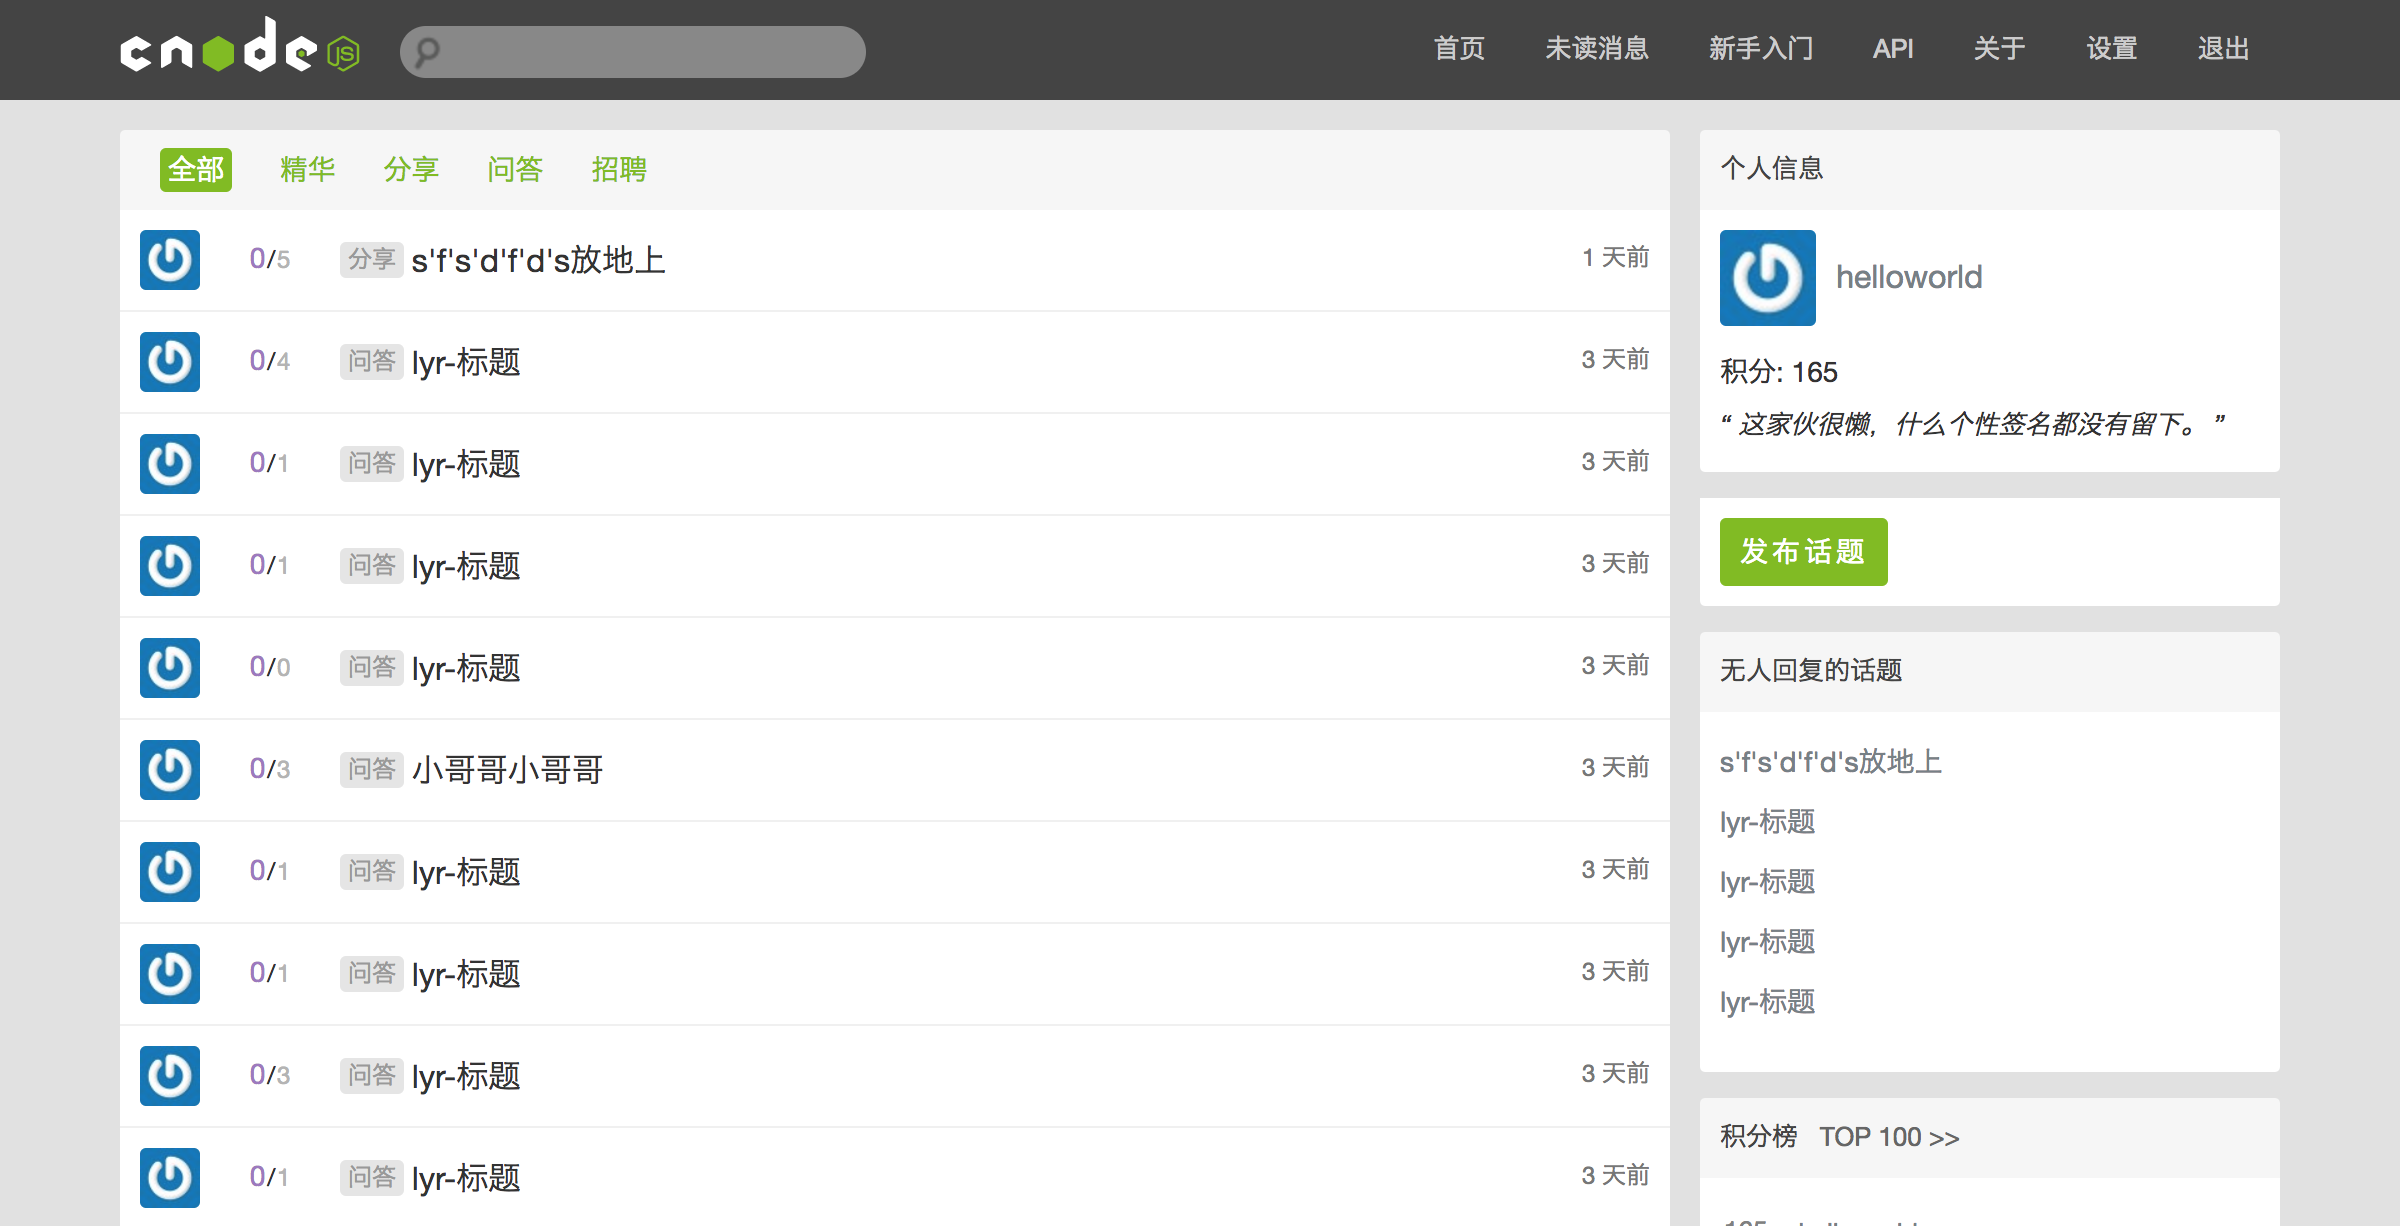 cnode JS 首页 未读消息 新手入门 API 关于 设置 退出
全部 精华 分享 问答 招聘
0/5 分享 s'f's'd'f'd's放地上 1 天前
0/4 问答 lyr-标题 3 天前
0/1 问答 lyr-标题 3 天前
0/1 问答 lyr-标题 3 天前
0/0 问答 lyr-标题 3 天前
0/3 问答 小哥哥小哥哥 3 天前
0/1 问答 lyr-标题 3 天前
0/1 问答 lyr-标题 3 天前
0/3 问答 lyr-标题 3 天前
0/1 问答 lyr-标题 3 天前
个人信息
helloworld
积分: 165
“ 这家伙很懒，什么个性签名都没有留下。 ”
发布话题
无人回复的话题
s'f's'd'f'd's放地上
lyr-标题
lyr-标题
lyr-标题
lyr-标题
积分榜 TOP 100 >>